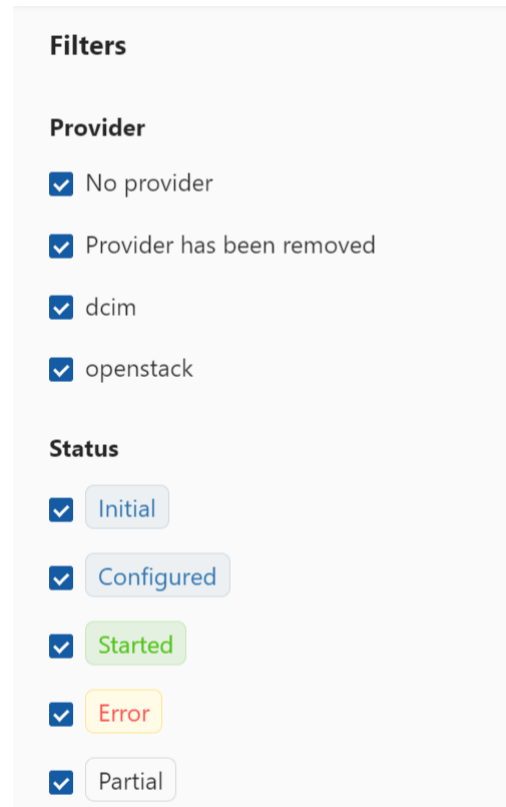 Filters
Provider
No provider
Provider has been removed
dcim
openstack
Status
Initial
Configured
Started
Error
Partial